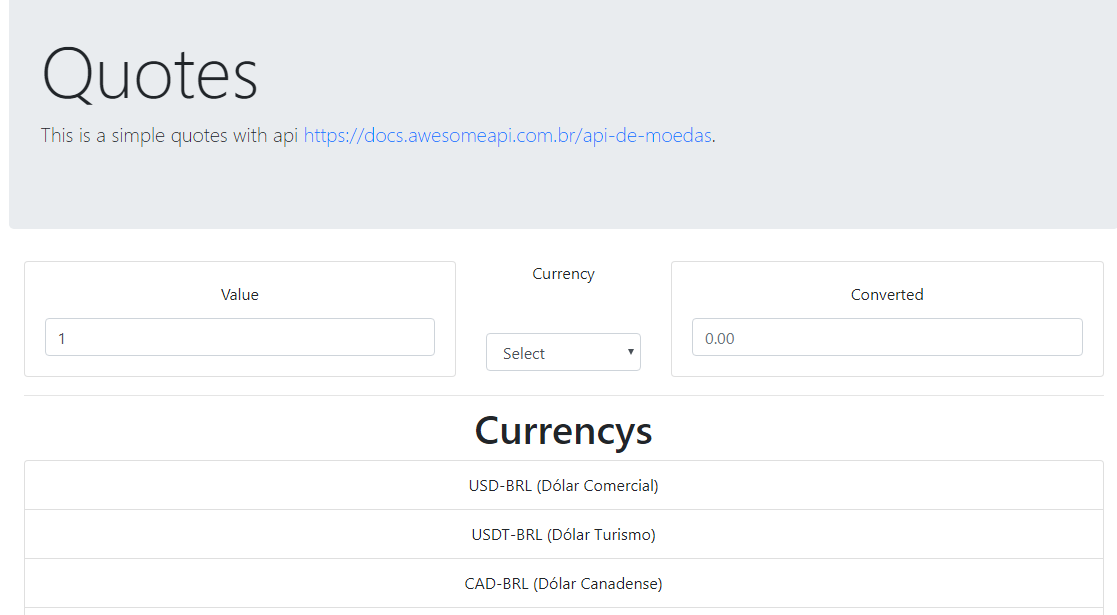 Quotes
This is a simple quotes with api https://docs.awesomeapi.com.br/api-de-moedas.
Value
1
Currency
Select
Converted
0.00
Currencys
USD-BRL (Dólar Comercial)
USDT-BRL (Dólar Turismo)
CAD-BRL (Dólar Canadense)